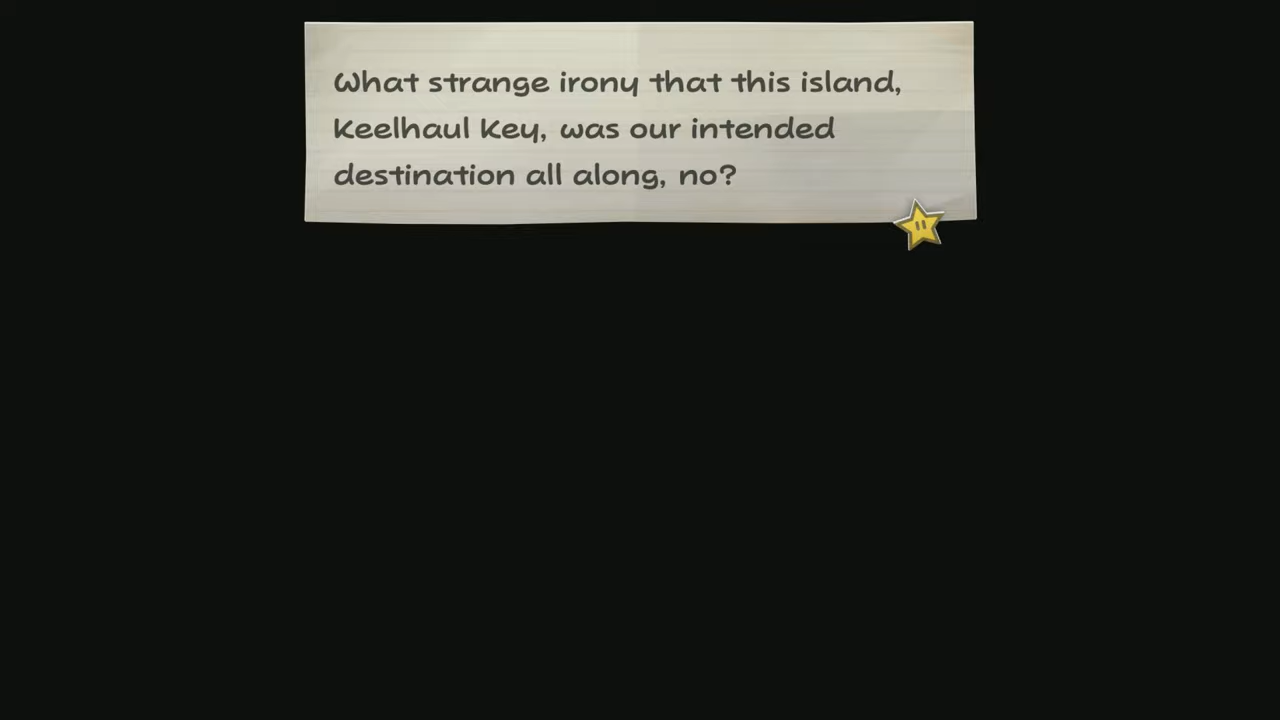 What strange irony that this island,
Keelhaul Key, was our intended
destination all along, no?